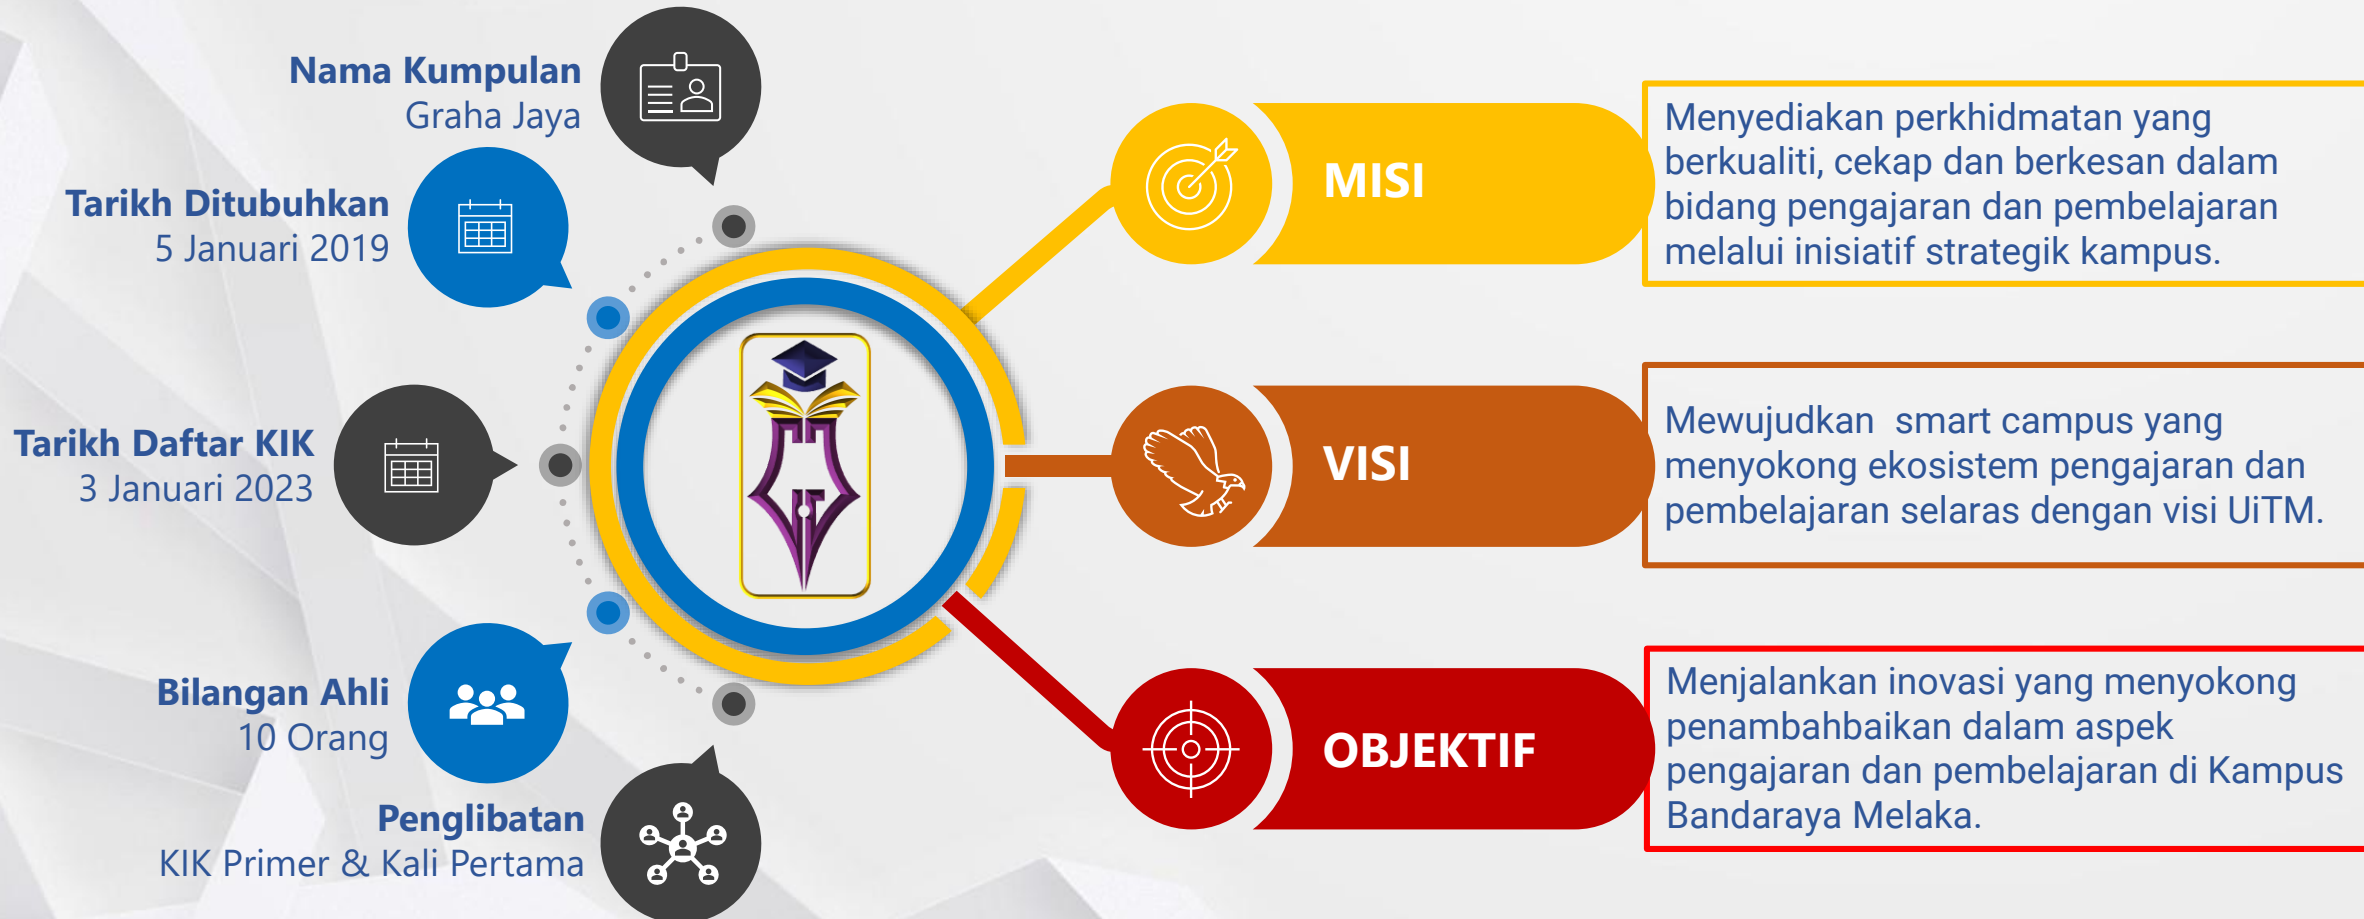 Nama Kumpulan
Graha Jaya
Tarikh Ditubuhkan
5 Januari 2019
Tarikh Daftar KIK
3 Januari 2023
Bilangan Ahli
10 Orang
Penglibatan
KIK Primer & Kali Pertama
MISI
Menyediakan perkhidmatan yang
berkualiti, cekap dan berkesan dalam
bidang pengajaran dan pembelajaran
melalui inisiatif strategik kampus.
VISI
Mewujudkan  smart campus yang
menyokong ekosistem pengajaran dan
pembelajaran selaras dengan visi UiTM.
OBJEKTIF
Menjalankan inovasi yang menyokong
penambahbaikan dalam aspek
pengajaran dan pembelajaran di Kampus
Bandaraya Melaka.